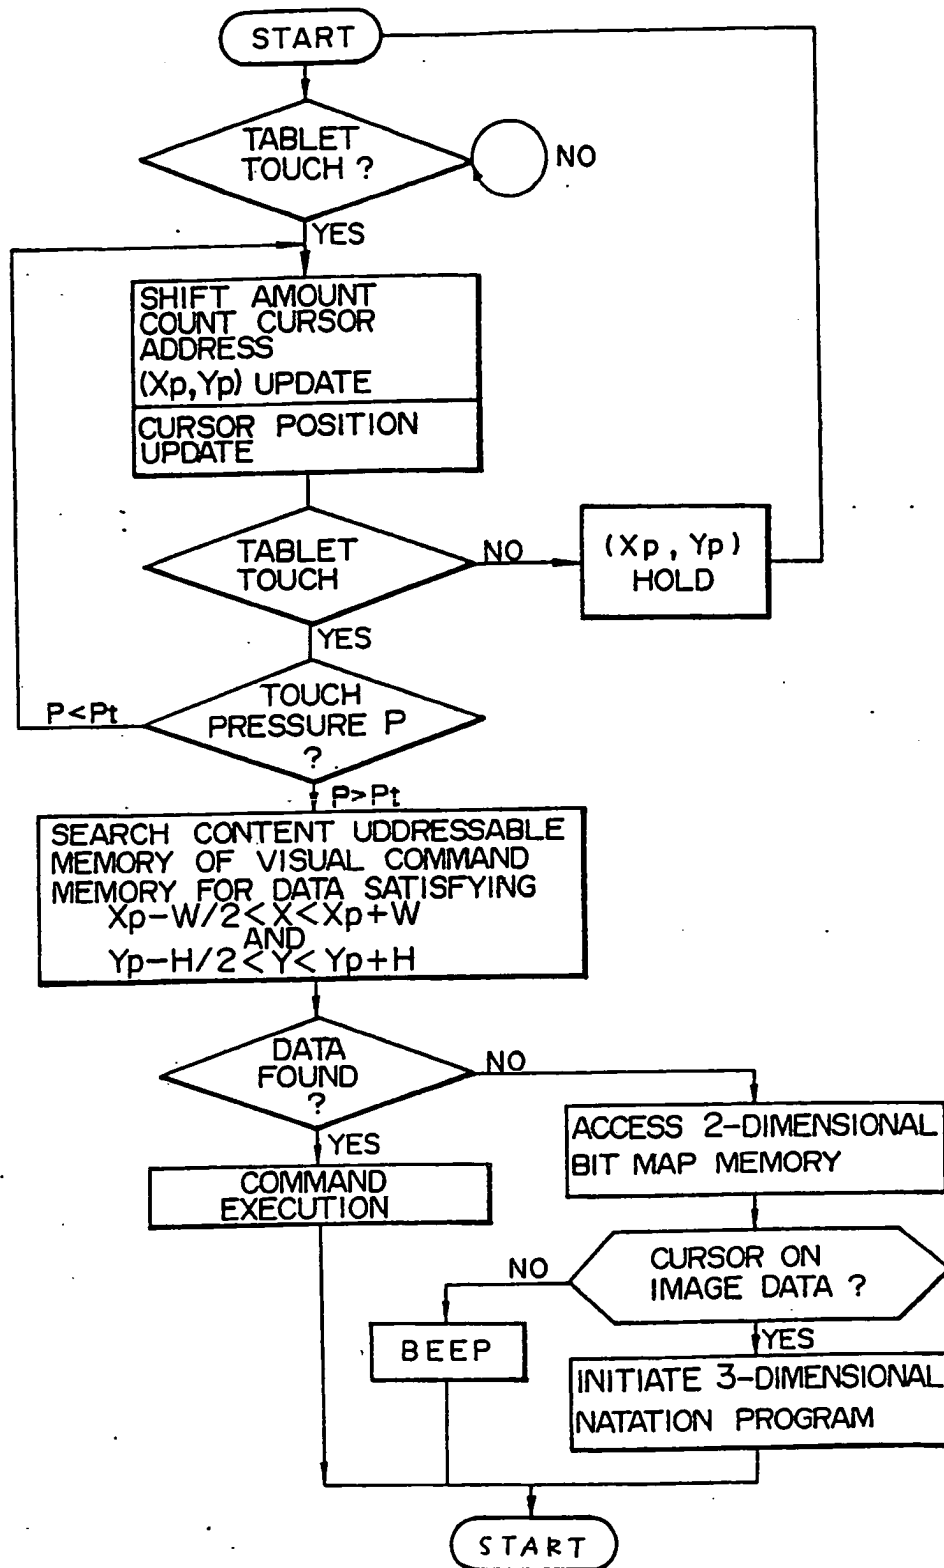 START
TABLET
TOUCH ?
NO
YES
SHIFT AMOUNT
COUNT CURSOR
ADDRESS
(Xp,Yp) UPDATE
CURSOR POSITION
UPDATE
TABLET
TOUCH
NO
(Xp, Yp)
HOLD
YES
TOUCH
PRESSURE P
?
P<Pt
P>Pt
SEARCH CONTENT UDDRESSABLE
MEMORY OF VISUAL COMMAND
MEMORY FOR DATA SATISFYING
Xp-W/2<X<Xp+W
AND
Yp-H/2<Y<Yp+H
DATA
FOUND
?
NO
YES
COMMAND
EXECUTION
ACCESS 2-DIMENSIONAL
BIT MAP MEMORY
CURSOR ON
IMAGE DATA ?
NO
YES
BEEP
INITIATE 3-DIMENSIONAL
NATATION PROGRAM
START